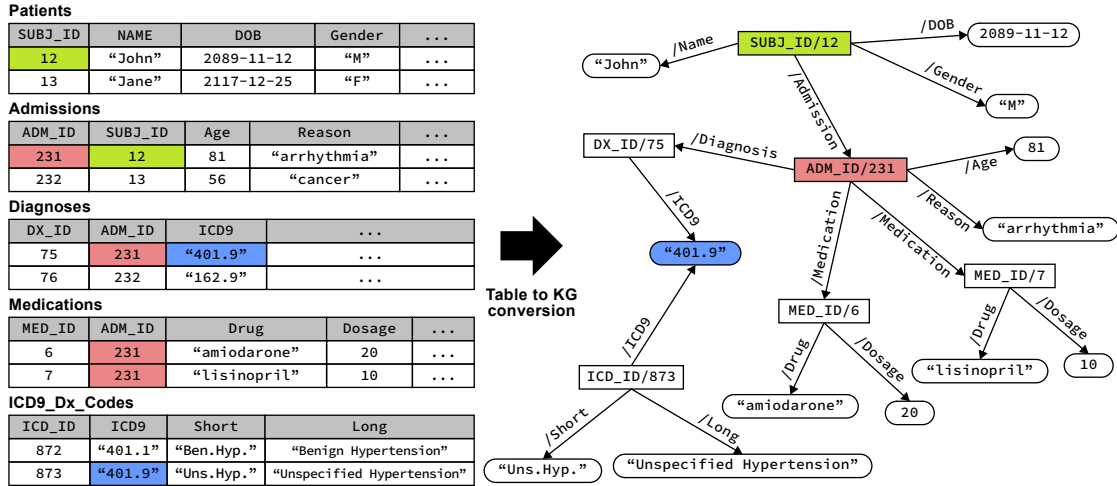 Patients
SUBJ_ID NAME DOB Gender ...
12 “John” 2089-11-12 “M” ...
13 “Jane” 2117-12-25 “F” ...
Admissions
ADM_ID SUBJ_ID Age Reason ...
231 12 81 “arrhythmia” ...
232 13 56 “cancer” ...
Diagnoses
DX_ID ADM_ID ICD9 ...
75 231 “401.9” ...
76 232 “162.9” ...
Medications
MED_ID ADM_ID Drug Dosage ...
6 231 “amiodarone” 20 ...
7 231 “lisinopril” 10 ...
ICD9_Dx_Codes
ICD_ID ICD9 Short Long
872 “401.1” “Ben.Hyp.” “Benign Hypertension”
873 “401.9” “Uns.Hyp.” “Unspecified Hypertension”
Table to KG
conversion
SUBJ_ID/12
/DOB
2089-11-12
/Name
“John”
/Gender
“M”
/Admission
DX_ID/75
/Diagnosis
ADM_ID/231
/Age
81
/Reason
“arrhythmia”
/ICD9
“401.9”
/Medication
/Medication
MED_ID/7
MED_ID/6
/Drug
/Dosage
“lisinopril”
10
/ICD9
ICD_ID/873
/Drug
/Dosage
“amiodarone”
20
/Short
/Long
“Uns.Hyp.”
“Unspecified Hypertension”